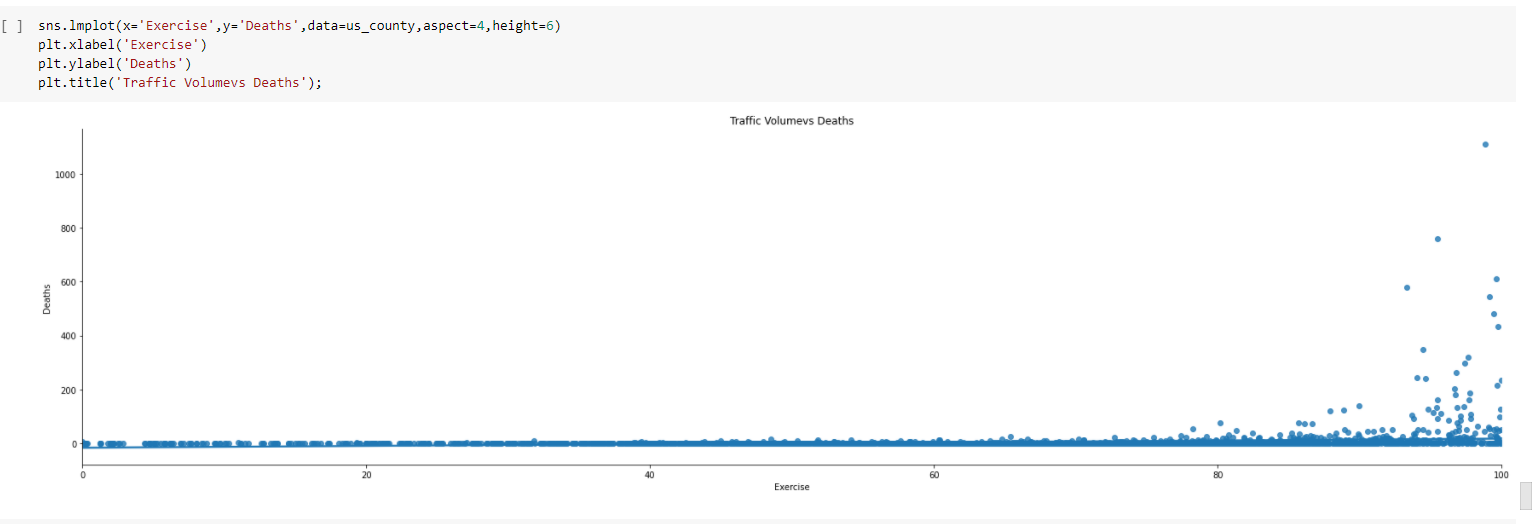 [ ] sns.lmplot(x='Exercise',y='Deaths',data=us_county,aspect=4,height=6)
plt.xlabel('Exercise')
plt.ylabel('Deaths')
plt.title('Traffic Volumevs Deaths');
Traffic Volumevs Deaths
1000
800
600
400
200
0
Deaths
0 20 40 60 80 100
Exercise